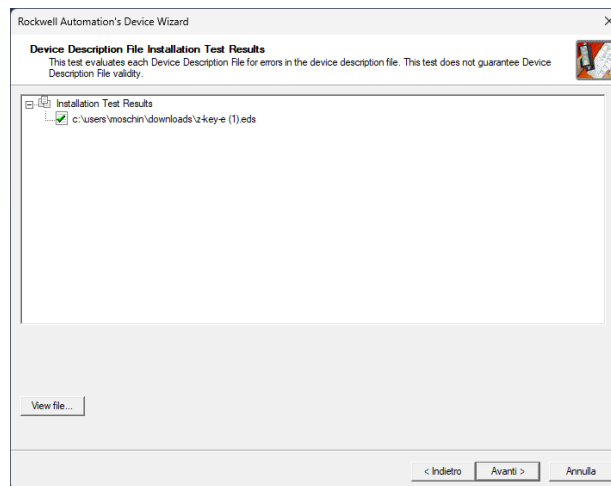 Rockwell Automation's Device Wizard
Device Description File Installation Test Results
This test evaluates each Device Description File for errors in the device description file. This test does not guarantee Device
Description File validity.
Installation Test Results
c:\users\moschin\downloads\z-key-e (1).eds
View file...
< Indietro
Avanti >
Annulla